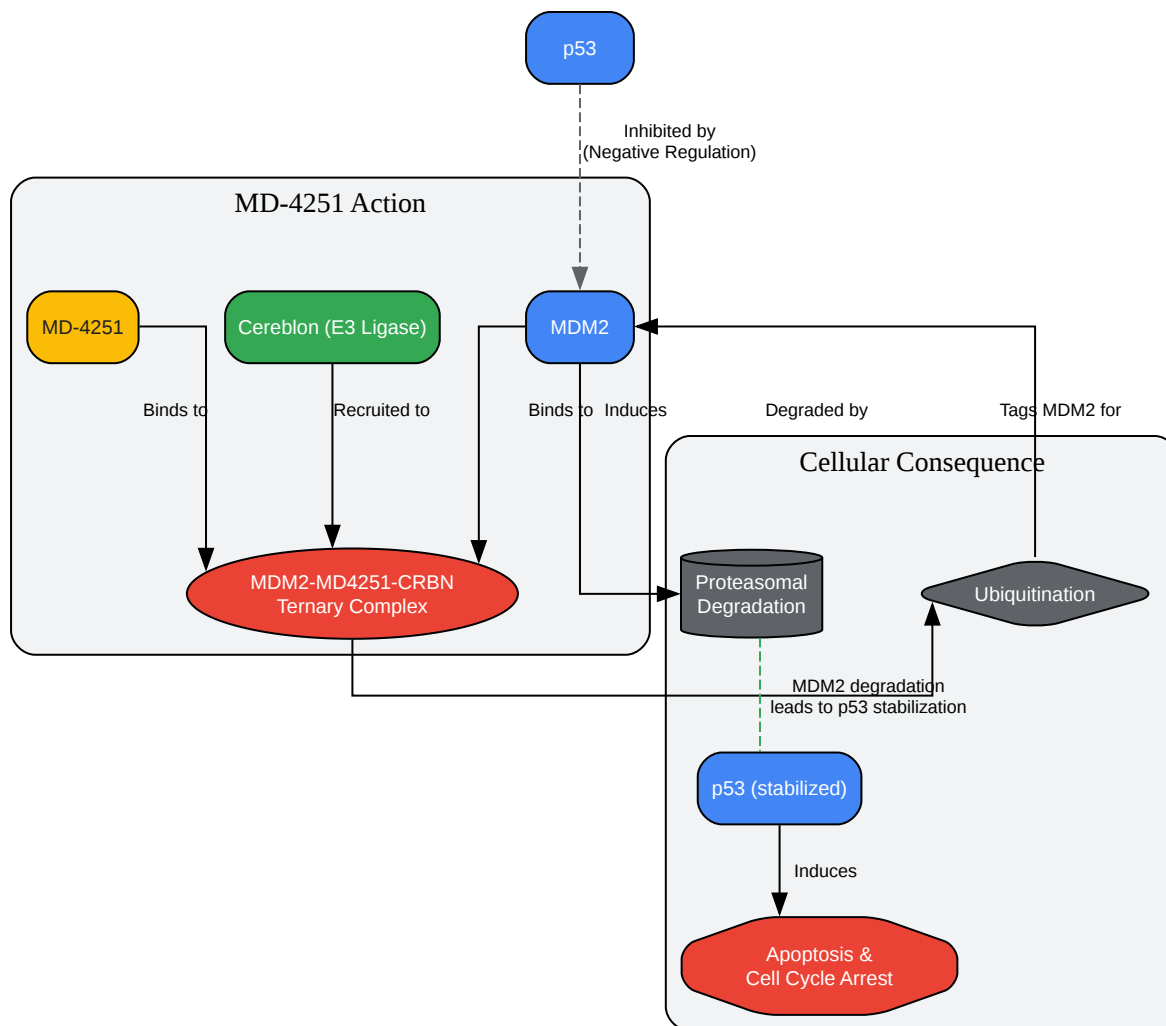 p53
Inhibited by
(Negative Regulation)
MD-4251 Action
MD-4251
Cereblon (E3 Ligase)
MDM2
Binds to
Recruited to
Binds to
Induces
Degraded by
Tags MDM2 for
Cellular Consequence
MDM2-MD4251-CRBN
Ternary Complex
Proteasomal
Degradation
Ubiquitination
MDM2 degradation
leads to p53 stabilization
p53 (stabilized)
Induces
Apoptosis &
Cell Cycle Arrest